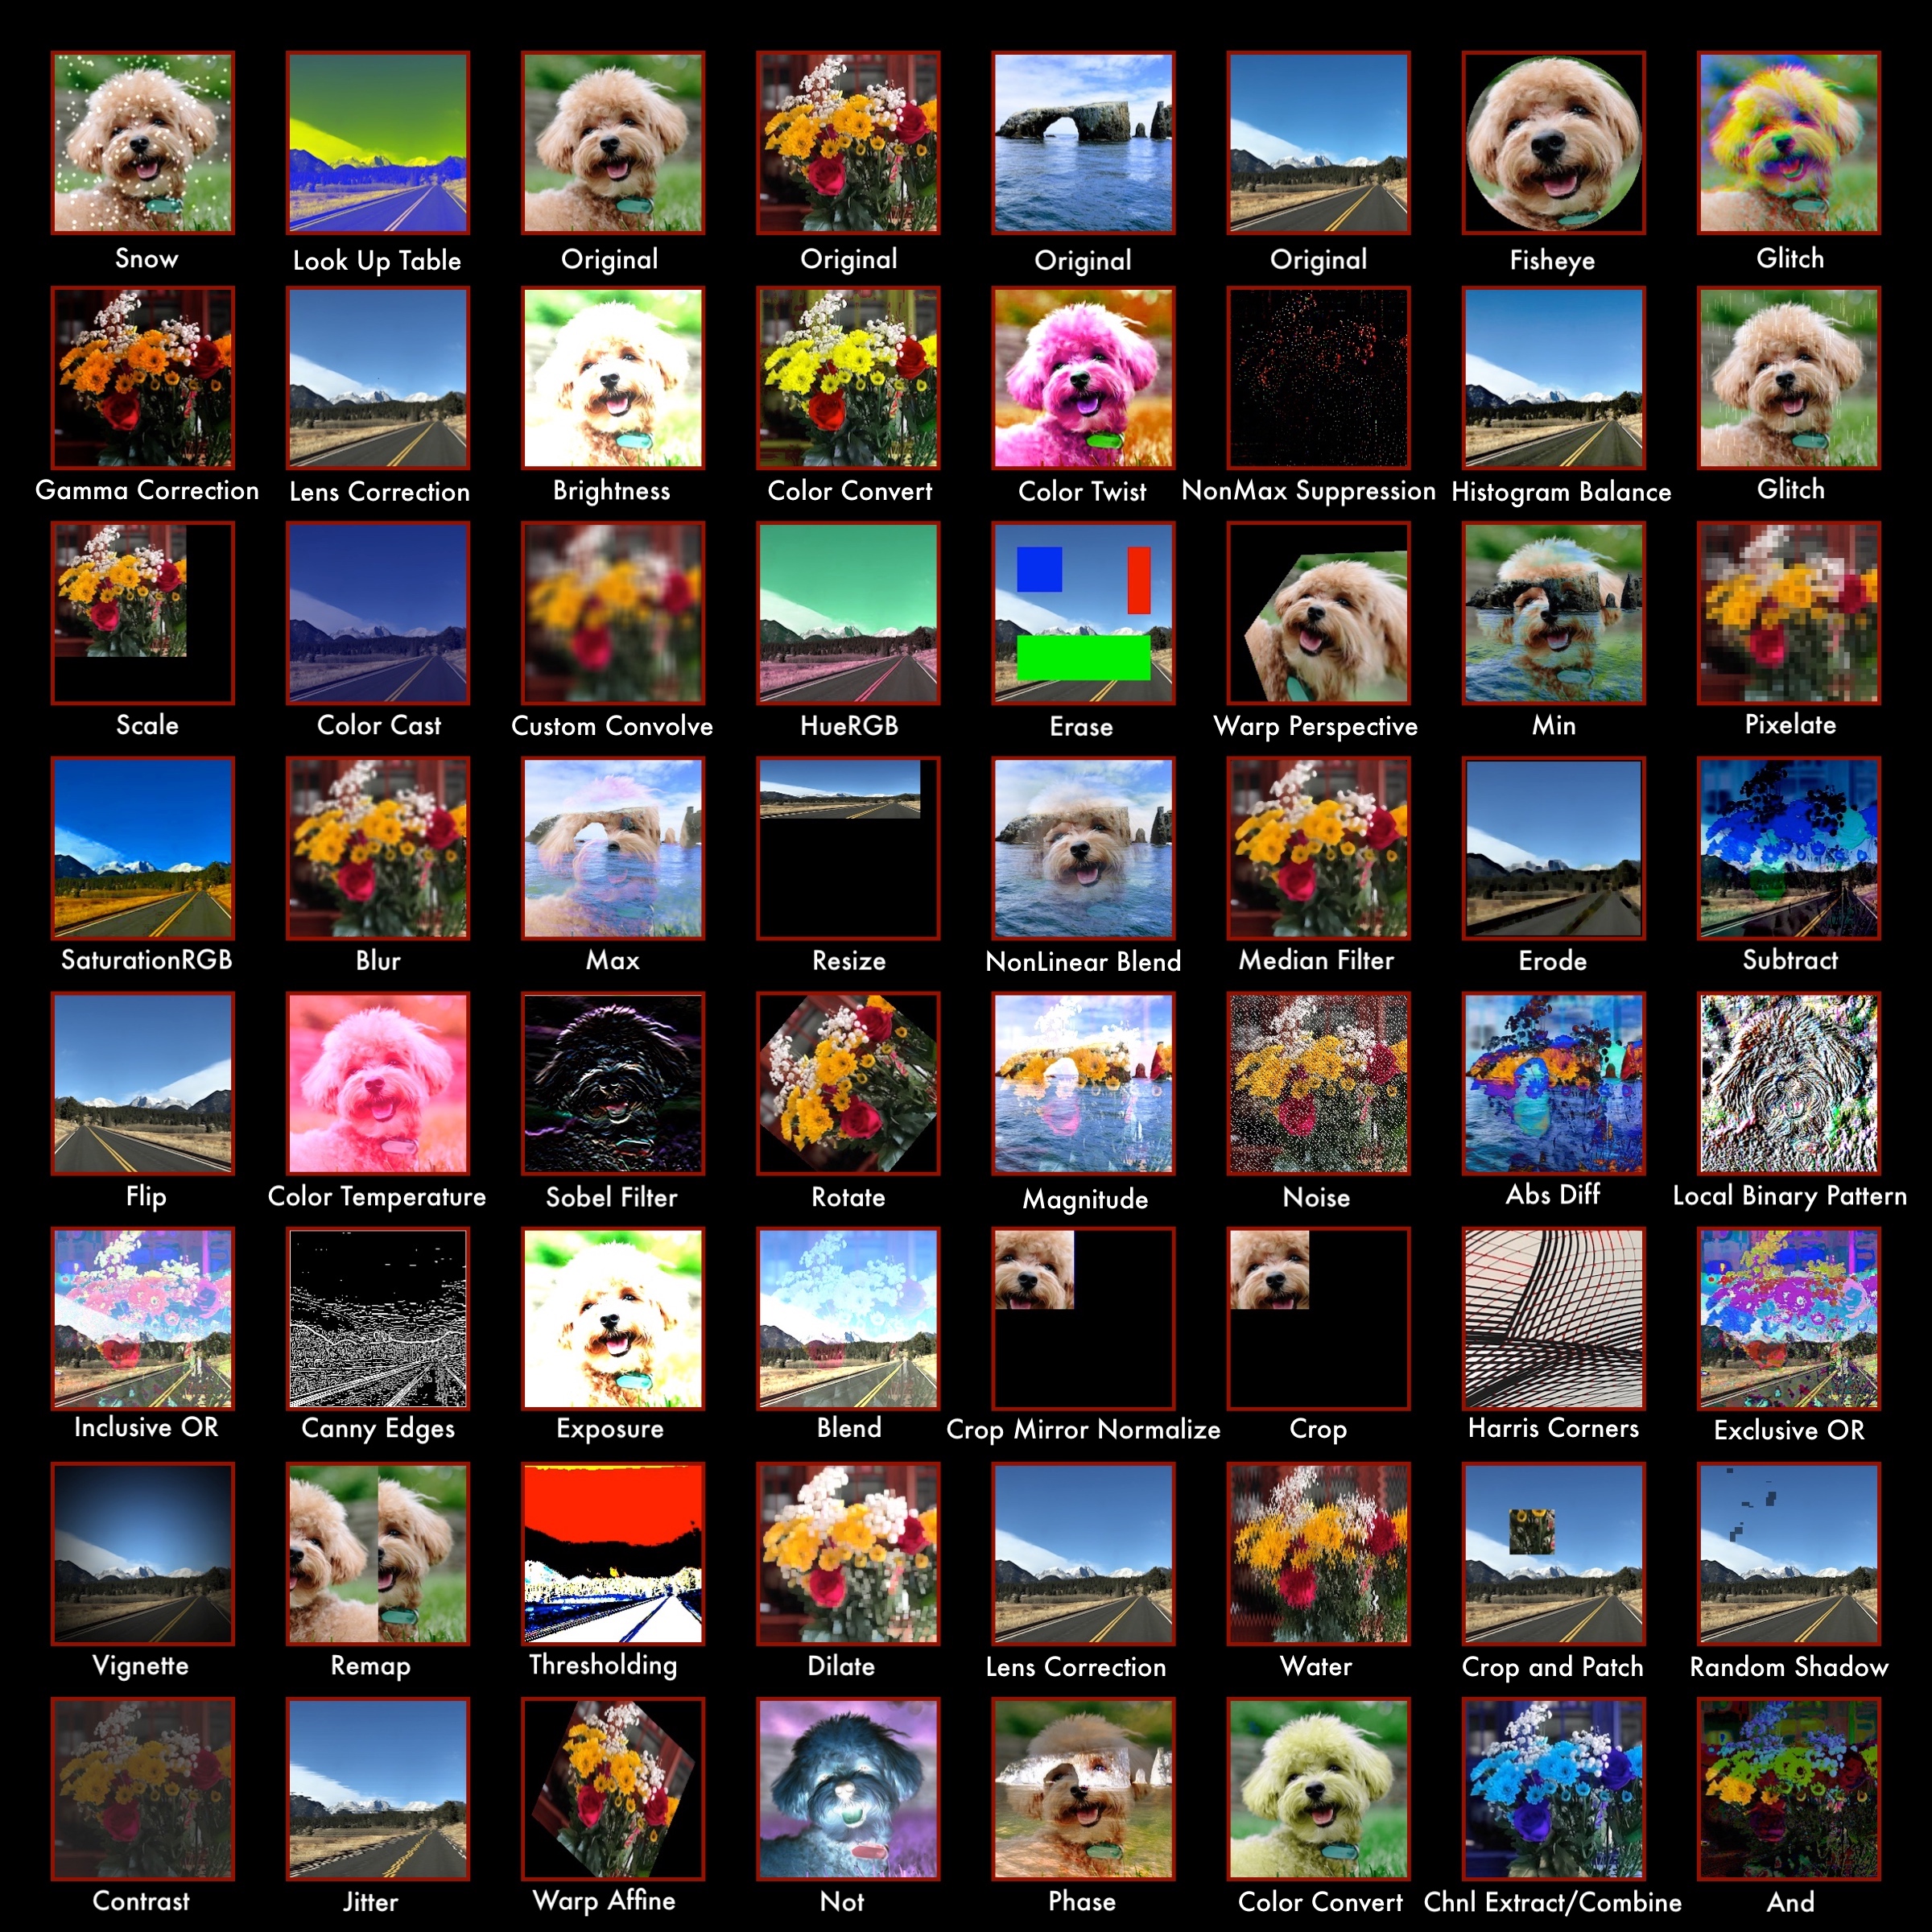 Snow
Look Up Table
Original
Original
Original
Original
Fisheye
Glitch
Gamma Correction
Lens Correction
Brightness
Color Convert
Color Twist
NonMax Suppression
Histogram Balance
Glitch
Scale
Color Cast
Custom Convolve
HueRGB
Erase
Warp Perspective
Min
Pixelate
SaturationRGB
Blur
Max
Resize
NonLinear Blend
Median Filter
Erode
Subtract
Flip
Color Temperature
Sobel Filter
Rotate
Magnitude
Noise
Abs Diff
Local Binary Pattern
Inclusive OR
Canny Edges
Exposure
Blend
Crop Mirror Normalize
Crop
Harris Corners
Exclusive OR
Vignette
Remap
Thresholding
Dilate
Lens Correction
Water
Crop and Patch
Random Shadow
Contrast
Jitter
Warp Affine
Not
Phase
Color Convert
Chnl Extract/Combine
And